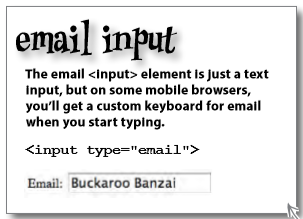 email input
The email <input> element is just a text
input, but on some mobile browsers,
you'll get a custom keyboard for email
when you start typing.
<input type="email">
Email: Buckaroo Banzai